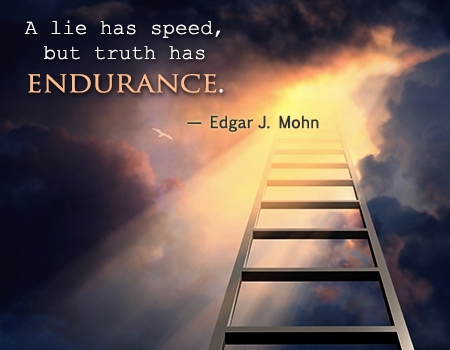 A lie has speed,
but truth has
ENDURANCE.
— Edgar J. Mohn